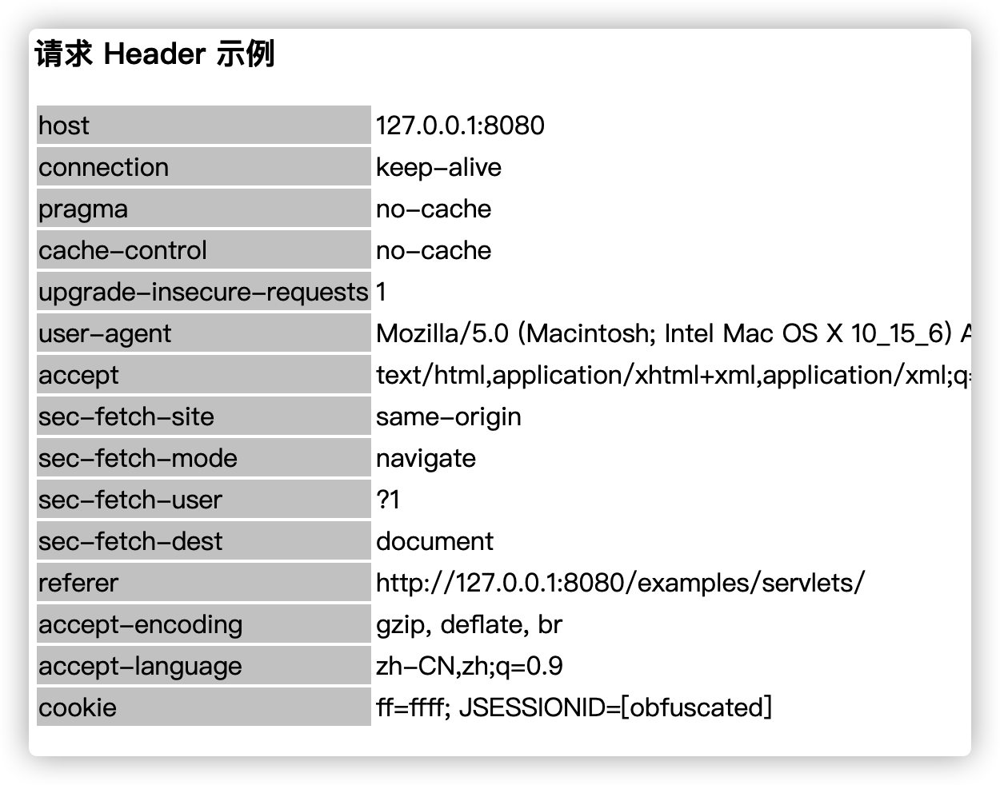 请求 Header 示例
host 127.0.0.1:8080
connection keep-alive
pragma no-cache
cache-control no-cache
upgrade-insecure-requests 1
user-agent Mozilla/5.0 (Macintosh; Intel Mac OS X 10_15_6) A
accept text/html,application/xhtml+xml,application/xml;q=
sec-fetch-site same-origin
sec-fetch-mode navigate
sec-fetch-user ?1
sec-fetch-dest document
referer http://127.0.0.1:8080/examples/servlets/
accept-encoding gzip, deflate, br
accept-language zh-CN,zh;q=0.9
cookie ff=ffff; JSESSIONID=[obfuscated]